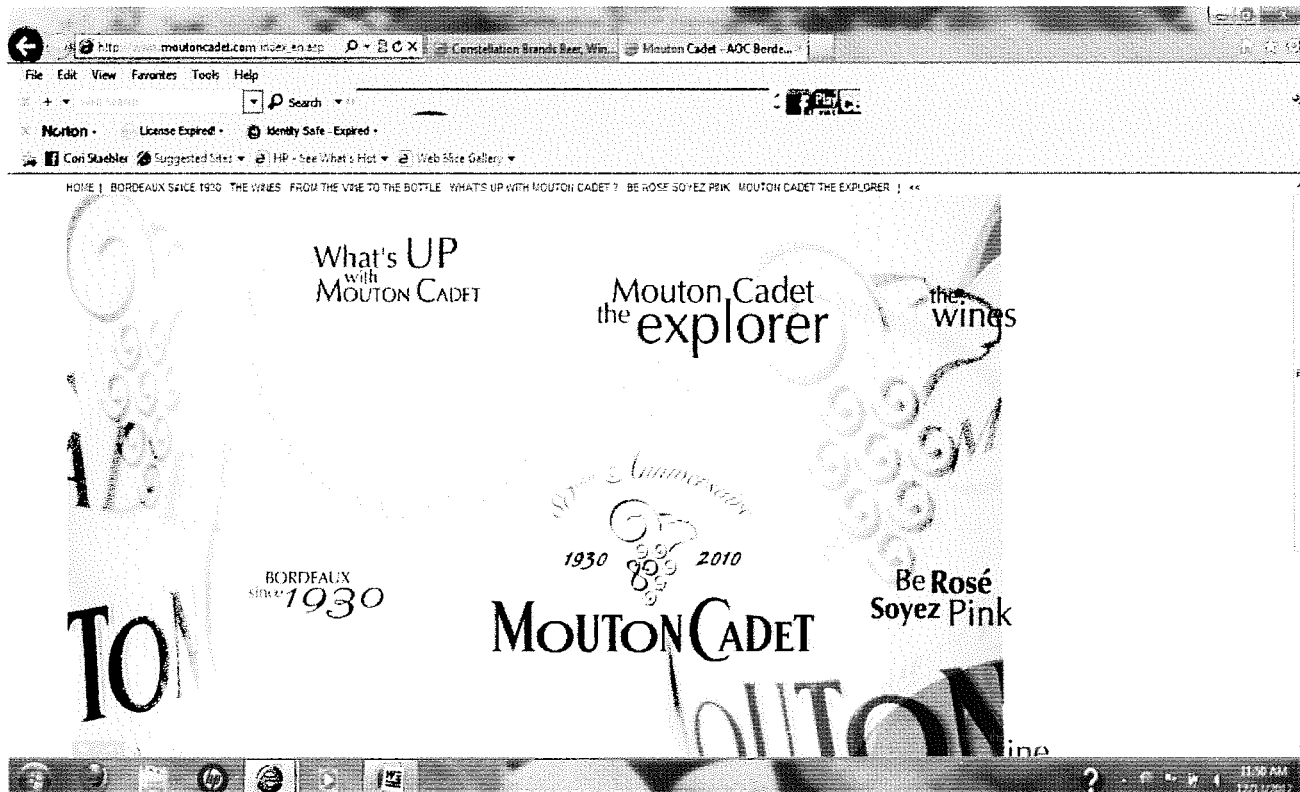 moutoncadet.com
Constellation Brands Beer, Win...
Mouton Cadet - AOC Borde...
File Edit View Favorites Tools Help
Search
Norton
License Expired!
Identity Safe - Expired
Cori Staebler
Suggested Sites
HP - See What's Hot
Web Slice Gallery
HOME | BORDEAUX SINCE 1930 THE WINES FROM THE VINE TO THE BOTTLE WHAT'S UP WITH MOUTON CADET ? BE ROSE SOYEZ PINK MOUTON CADET THE EXPLORER | <<
What's UP
with
MOUTON CADET
Mouton Cadet
the explorer
the
wines
Anniversaire
1930 2010
BORDEAUX
since 1930
MOUTON CADET
Be Rosé
Soyez Pink
TON
OUTON
ine
hp
11:50 AM